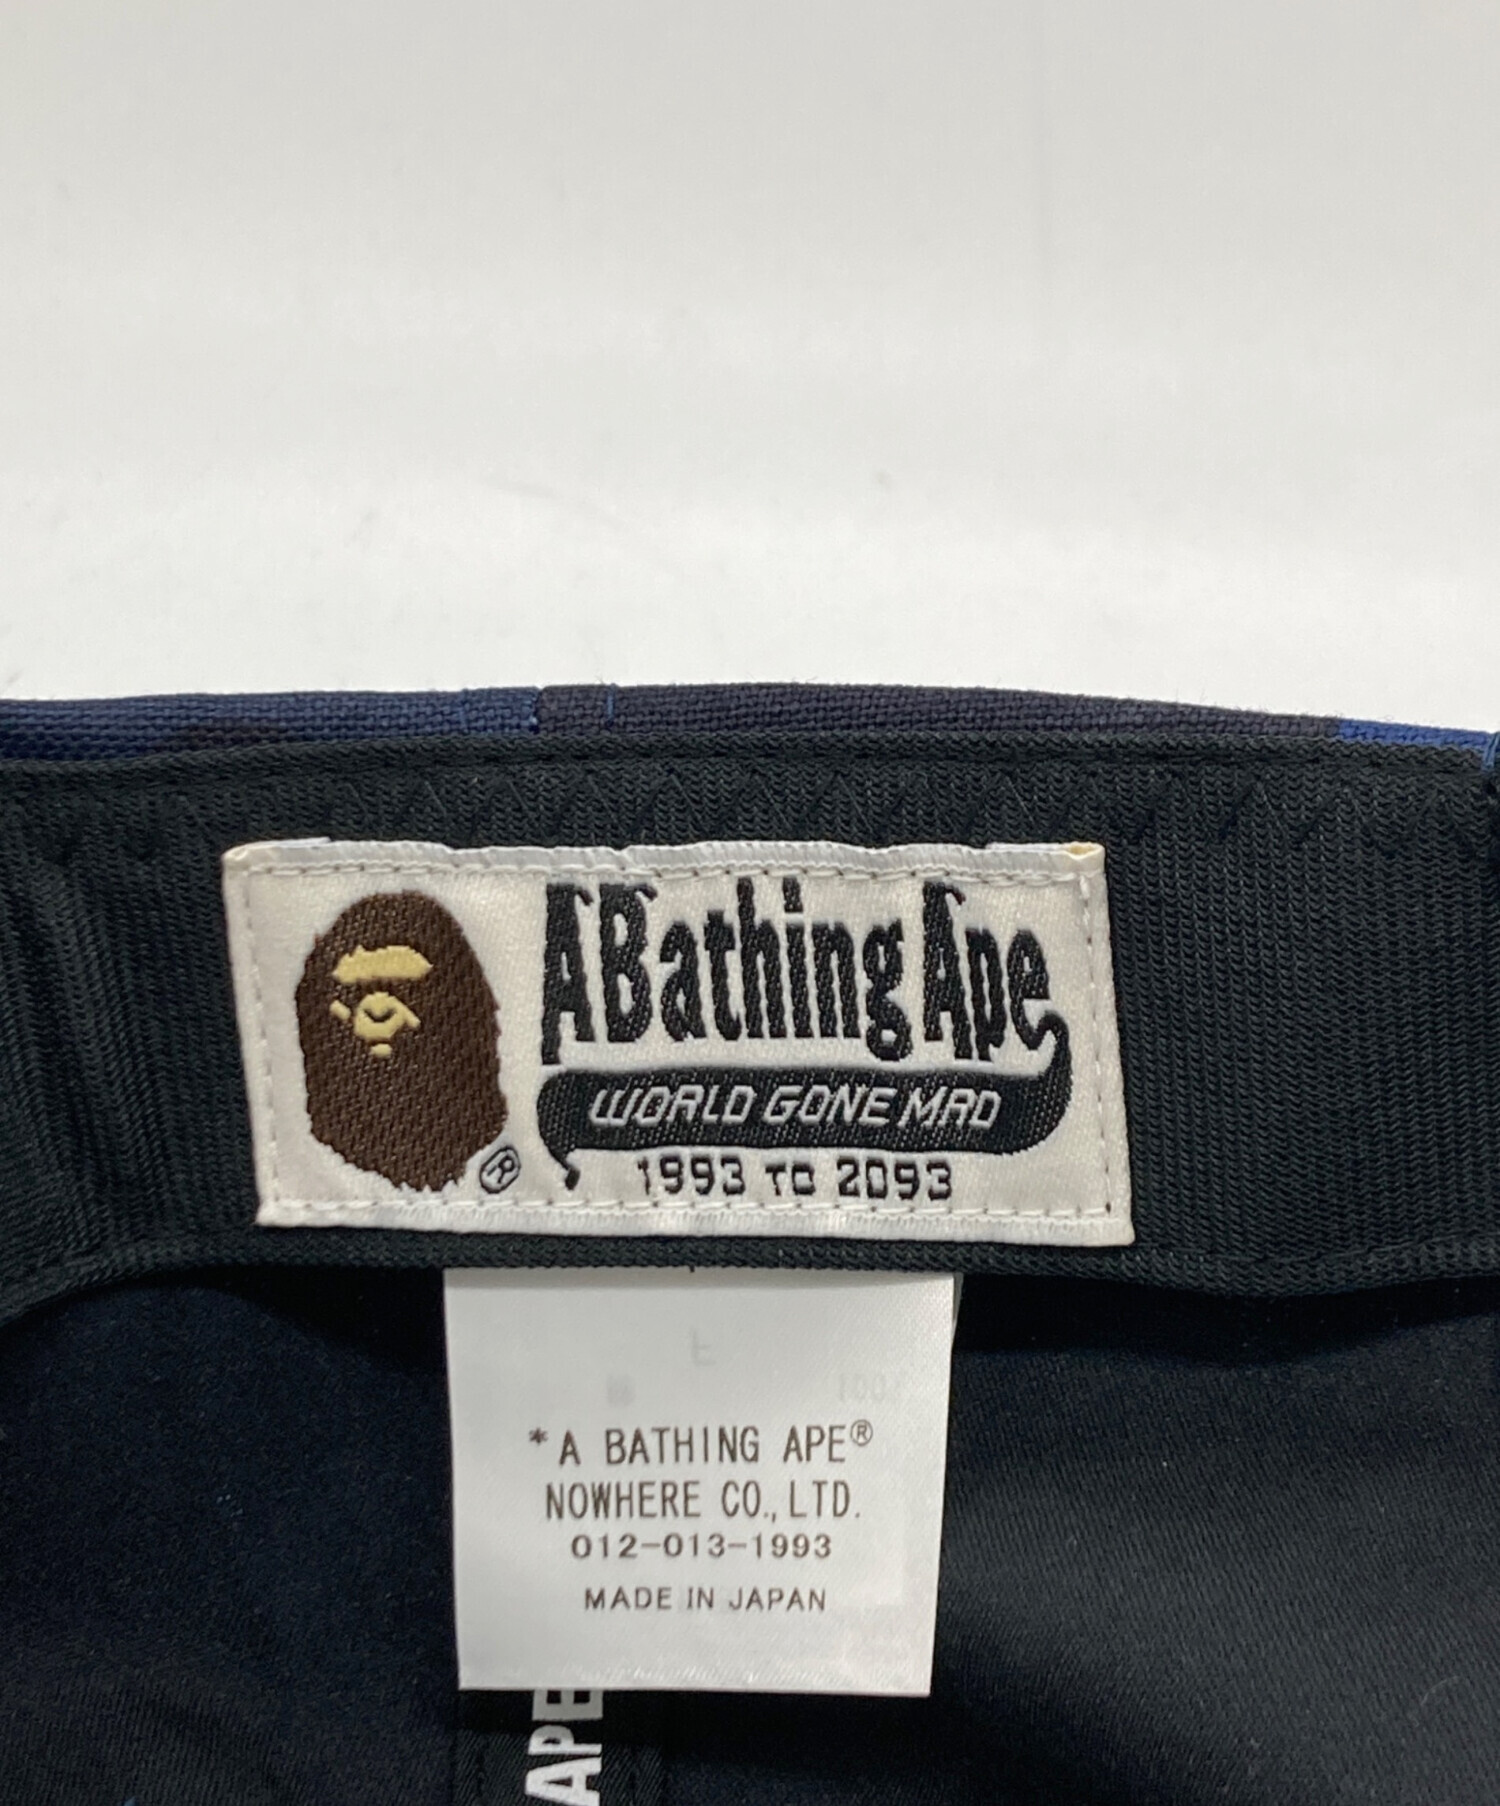 A Bathing Ape
WORLD GONE MAD
1993 TO 2093
®
*A BATHING APE®
NOWHERE CO., LTD.
012-013-1993
MADE IN JAPAN
APE